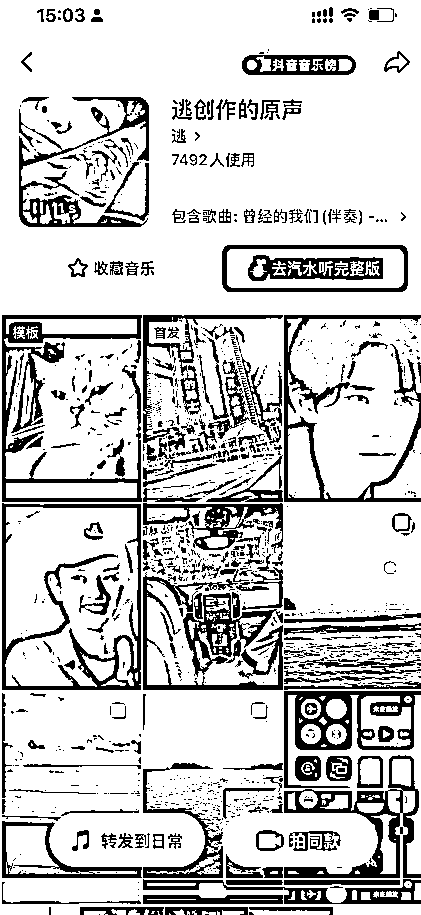 15:03
抖音音乐榜
逃创作的原声
逃 >
7492人使用
包含歌曲: 曾经的我们 (伴奏) -... >
收藏音乐
去汽水听完整版
模板
首发
转发到日常
拍同款